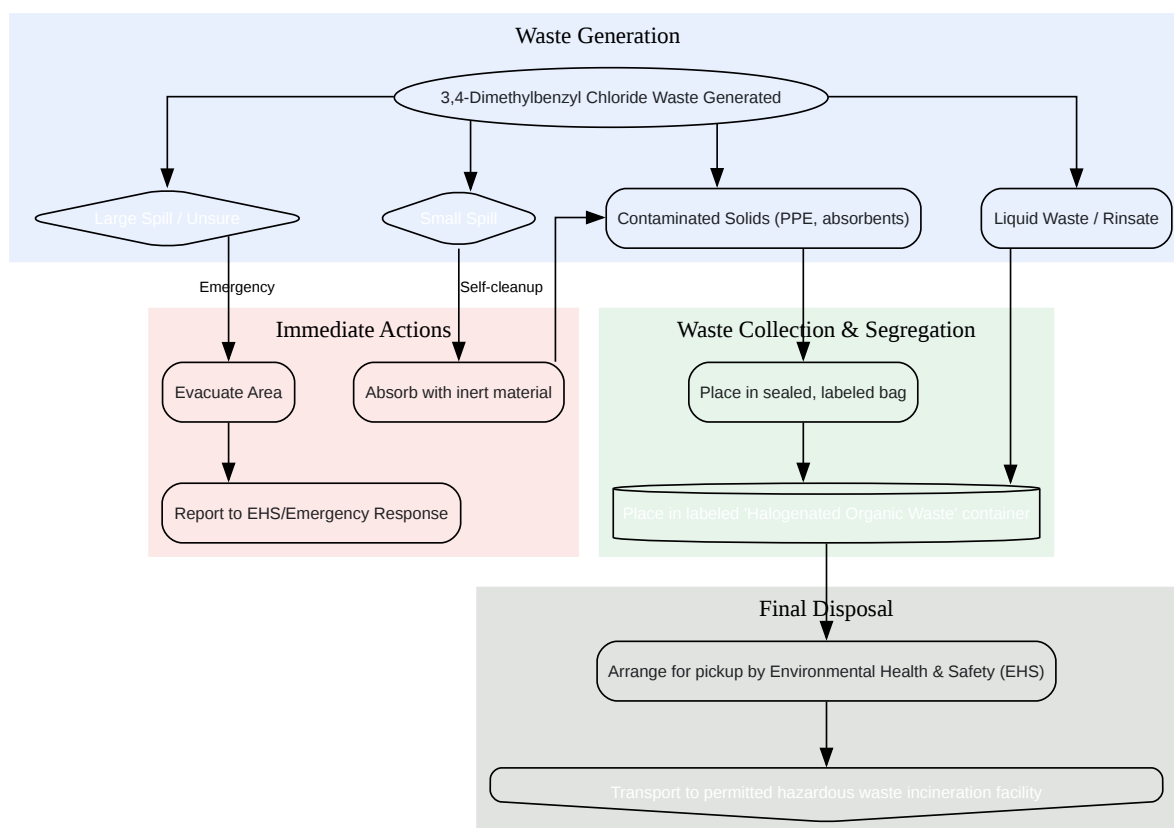 Waste Generation
3,4-Dimethylbenzyl Chloride Waste Generated
Large Spill / Unsure
Small Spill
Contaminated Solids (PPE, absorbents)
Liquid Waste / Rinsate
Emergency
Self-cleanup
Immediate Actions
Waste Collection & Segregation
Evacuate Area
Absorb with inert material
Place in sealed, labeled bag
Report to EHS/Emergency Response
Place in labeled 'Halogenated Organic Waste' container
Final Disposal
Arrange for pickup by Environmental Health & Safety (EHS)
Transport to permitted hazardous waste incineration facility